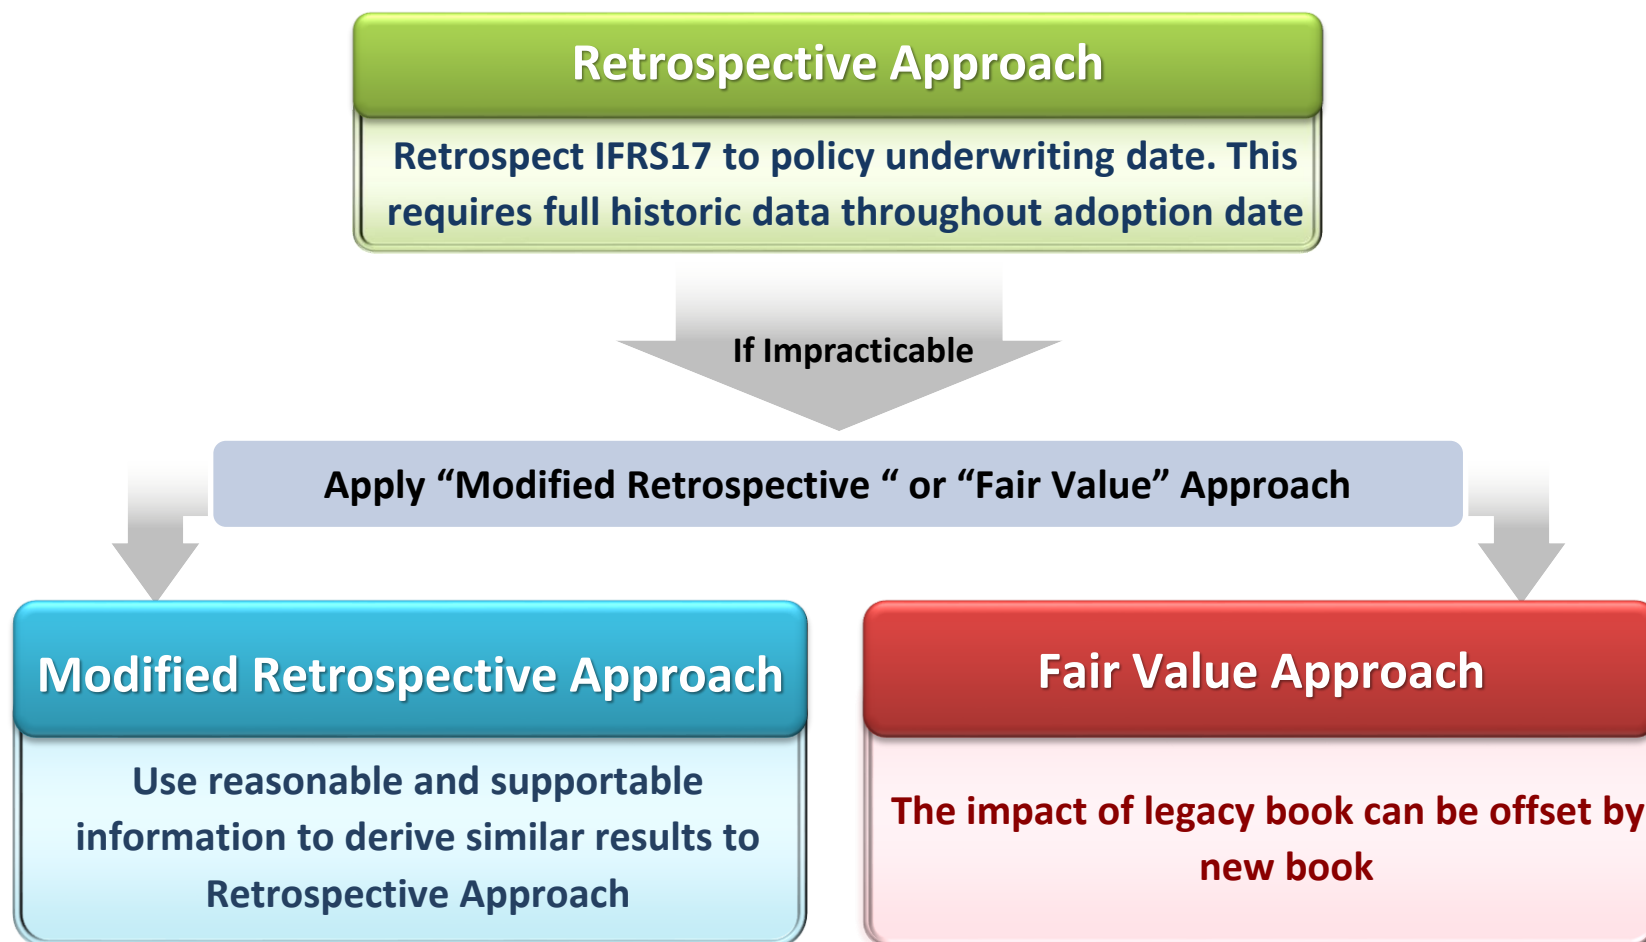 Retrospective Approach
Retrospect IFRS17 to policy underwriting date. This
requires full historic data throughout adoption date
If Impracticable
Apply “Modified Retrospective “ or “Fair Value” Approach
Modified Retrospective Approach
Use reasonable and supportable
information to derive similar results to
Retrospective Approach
Fair Value Approach
The impact of legacy book can be offset by
new book